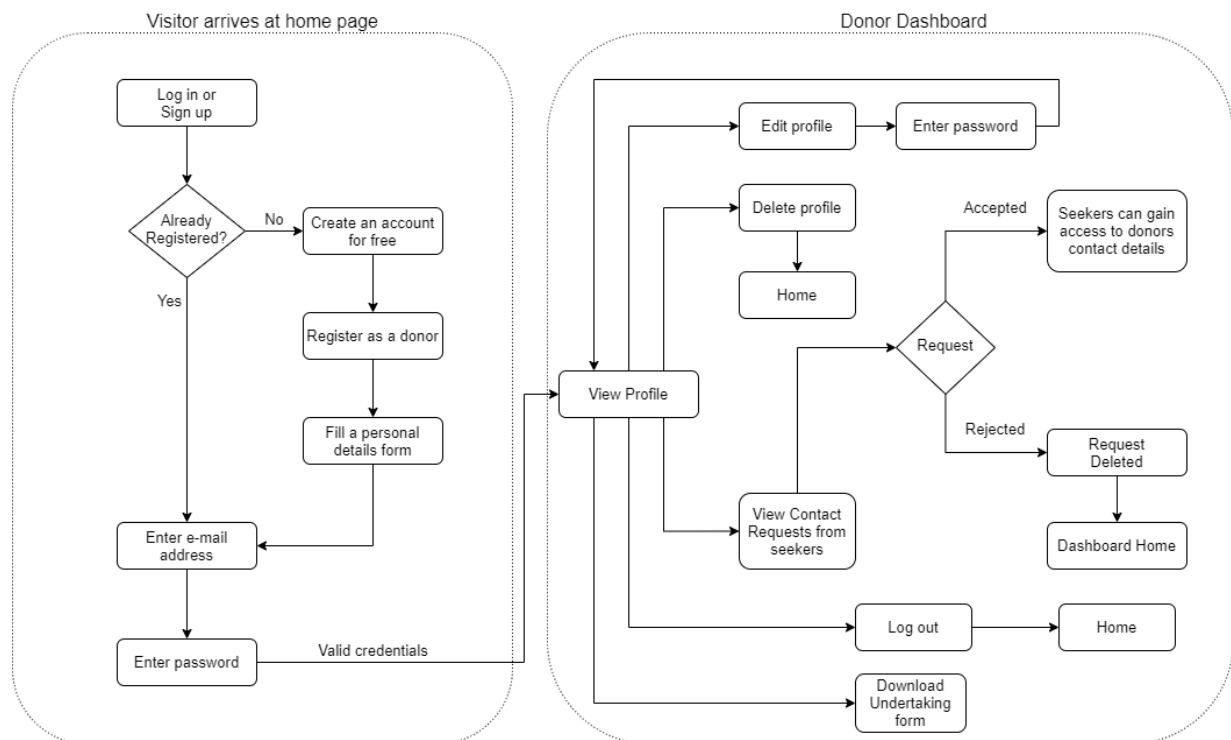 Visitor arrives at home page
Log in or
Sign up
Already
Registered?
No
Create an account
for free
Yes
Register as a donor
Fill a personal
details form
Enter e-mail
address
Enter password
Valid credentials
Donor Dashboard
View Profile
Edit profile
Enter password
Delete profile
Home
Accepted
Seekers can gain
access to donors
contact details
Request
Rejected
Request
Deleted
Dashboard Home
View Contact
Requests from
seekers
Log out
Home
Download
Undertaking
form